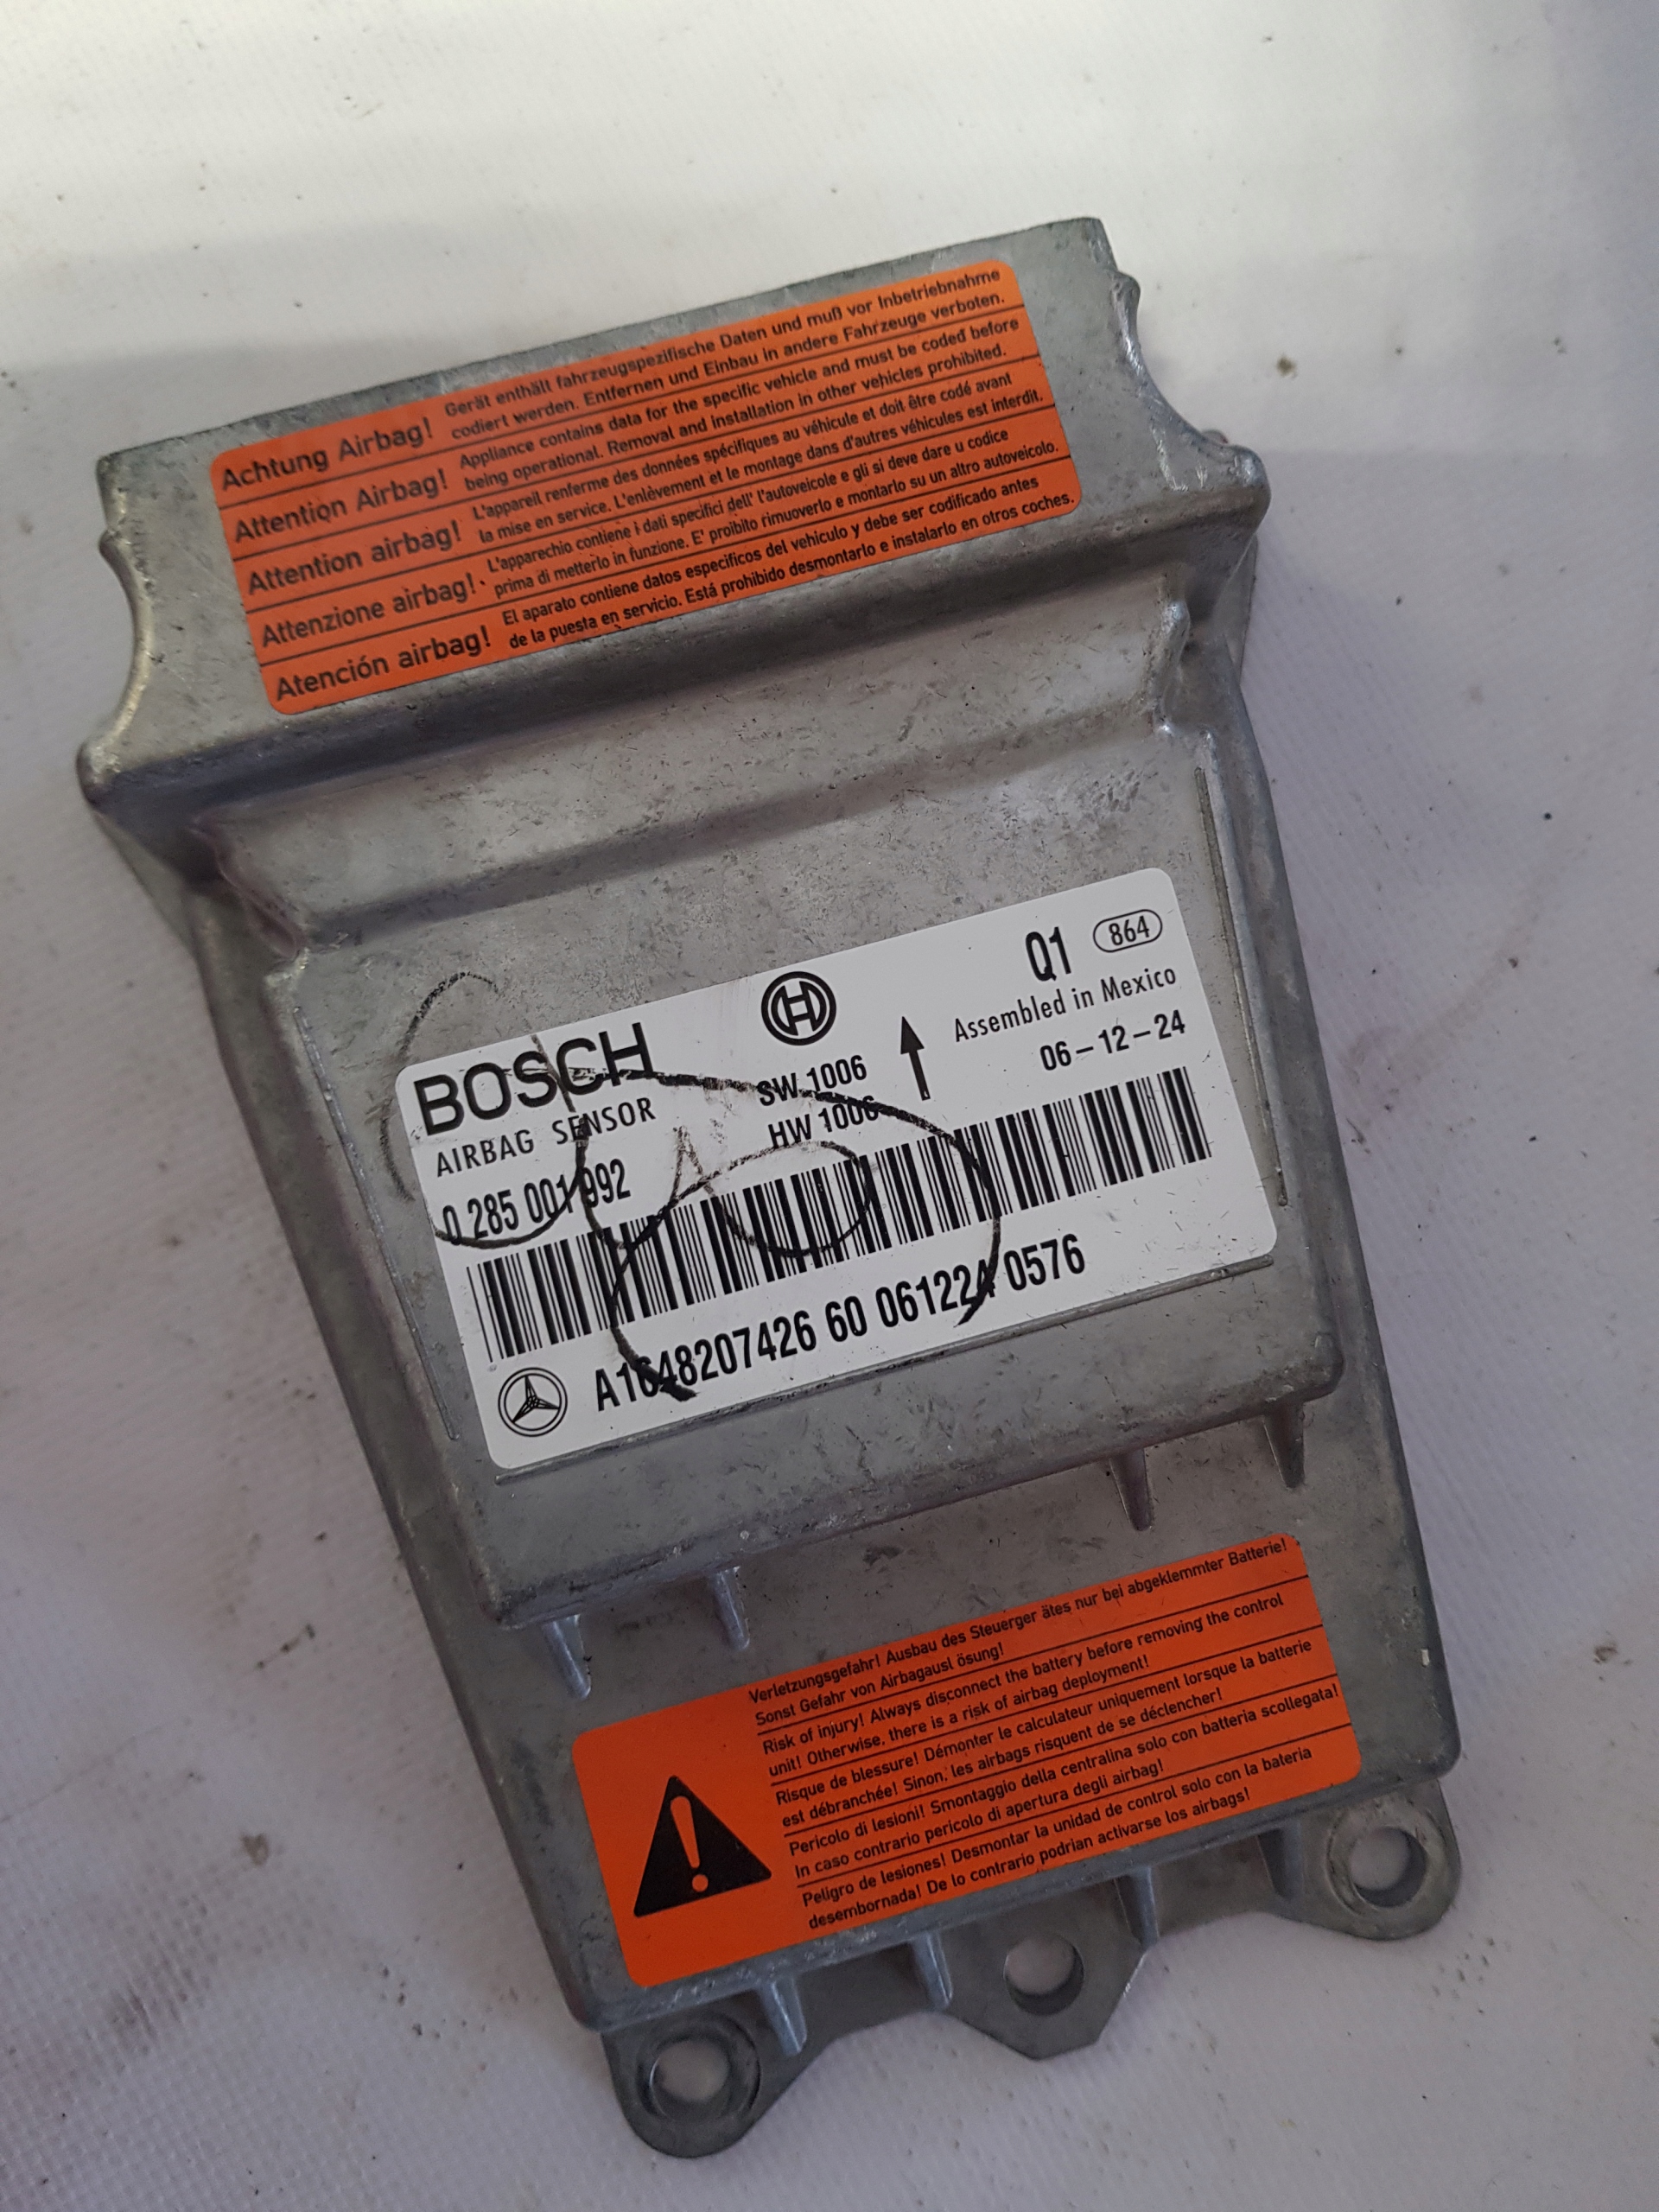 Achtung Airbag! Gerät enthält fahrzeugspezifische Daten und muß vor Inbetriebnahme
codiert werden. Entfernen und Einbau in andere Fahrzeuge verboten.
Attention Airbag! Appliance contains data for the specific vehicle and must be coded before
being operational. Removal and installation in other vehicles prohibited.
Attention airbag! L'appareil renferme des données spécifiques au véhicule et doit être codé avant
la mise en service. L'enlèvement et le montage dans d'autres véhicules est interdit.
Attenzione airbag! L'apparechio contiene i dati specifici dell' l'autoveicole e gli si deve dare u codice
prima di metterlo in funzione. E' proibito rimuoverlo e montarlo su un altro autoveicolo.
Atención airbag! El aparato contiene datos especificos del vehiculo y debe ser codificado antes
de la puesta en servicio. Está prohibido desmontarlo e instalarlo en otros coches.
Q1 864
Assembled in Mexico
06-12-24
BOSCH
AIRBAG SENSOR
SW 1006
HW 1006
0 285 001 992
A1648207426 60 061224 0576
Verletzungsgefahr! Ausbau des Steuerger ätes nur bei abgeklemmter Batterie!
Sonst Gefahr von Airbagausl ösung!
Risk of injury! Always disconnect the battery before removing the control
unit! Otherwise, there is a risk of airbag deployment!
Risque de blessure! Démonter le calculateur uniquement lorsque la batterie
est débranchée! Sinon, les airbags risquent de se déclencher!
Pericolo di lesioni! Smontaggio della centralina solo con batteria scollegata!
In caso contrario pericolo di apertura degli airbag!
Peligro de lesiones! Desmontar la unidad de control solo con la bateria
desembornada! De lo contrario podrian activarse los airbags!